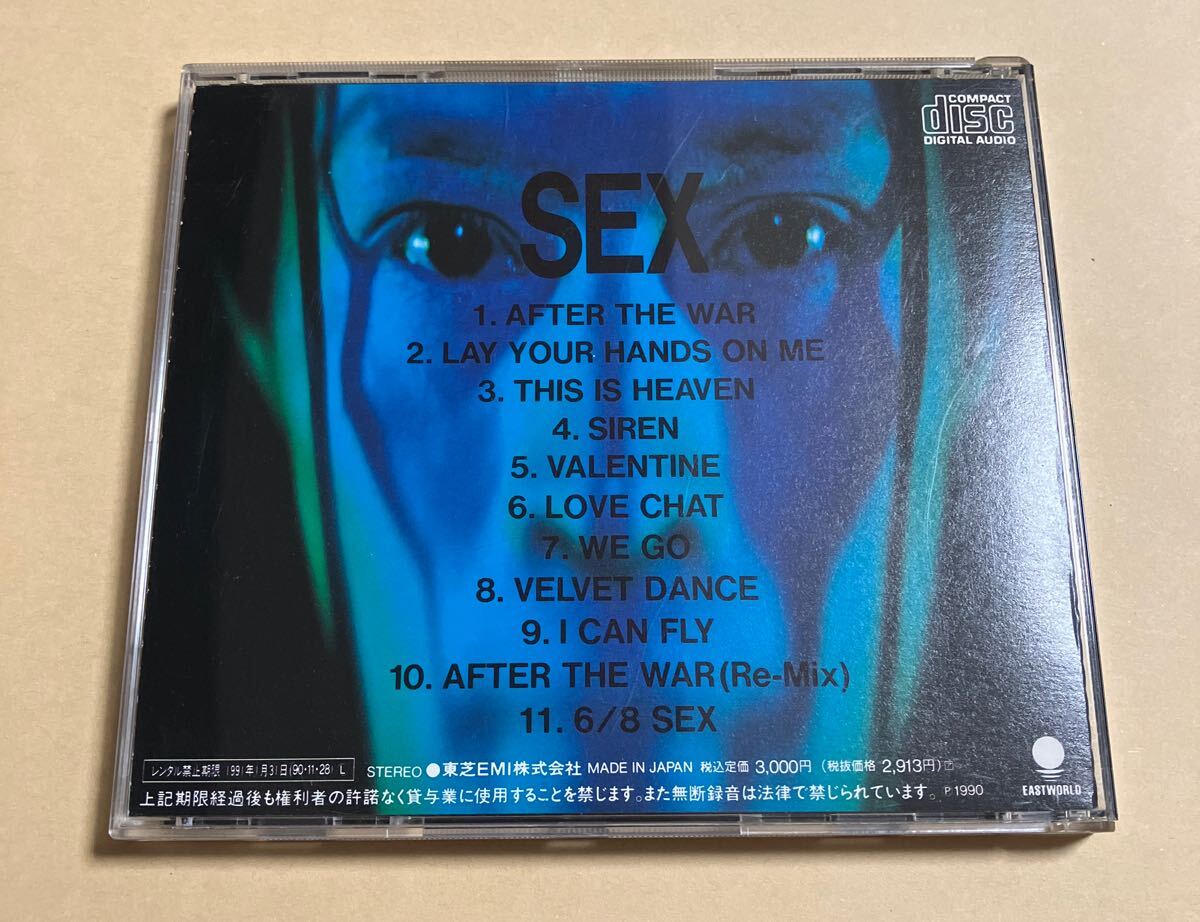 COMPACT
disc
DIGITAL AUDIO
SEX
1. AFTER THE WAR
2. LAY YOUR HANDS ON ME
3. THIS IS HEAVEN
4. SIREN
5. VALENTINE
6. LOVE CHAT
7. WE GO
8. VELVET DANCE
9. I CAN FLY
10. AFTER THE WAR (Re-Mix)
11. 6/8 SEX
レンタル禁止期限 1991年1月31日(90·11·28) L
STEREO ●東芝EMI株式会社 MADE IN JAPAN 税込定価 3,000円 (税抜価格 2,913円)
上記期限経過後も権利者の許諾なく貸与業に使用することを禁じます。また無断録音は法律で禁じられています。 P 1990
EASTWORLD